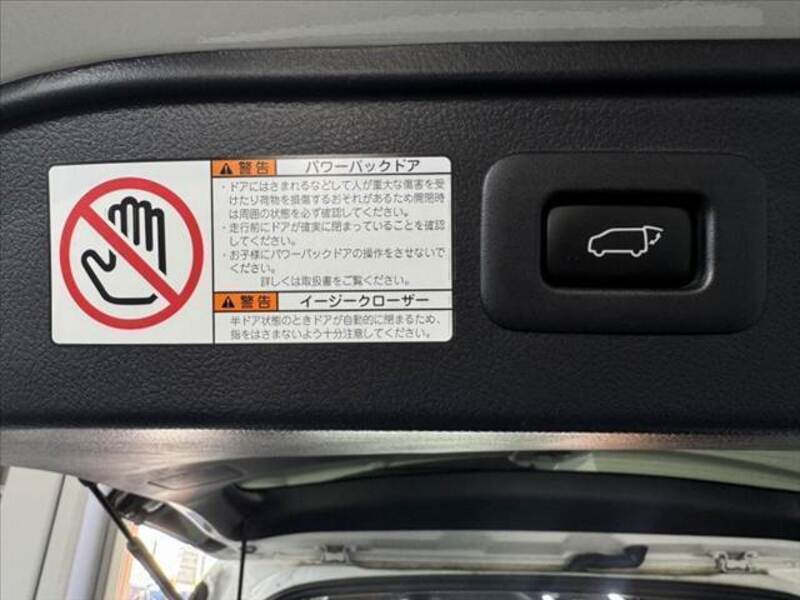 警告 パワーバックドア
・ドアにはさまれるなどして人が重大な傷害を受
けたり荷物を損傷するおそれがあるため開閉時
は周囲の状態を必ず確認してください。
・走行前にドアが確実に閉まっていることを確認
してください。
・お子様にパワーバックドアの操作をさせないで
ください。
詳しくは取扱書をご覧ください。
警告 イージークローザー
半ドア状態のときドアが自動的に閉まるため、
指をはさまないよう十分注意してください。